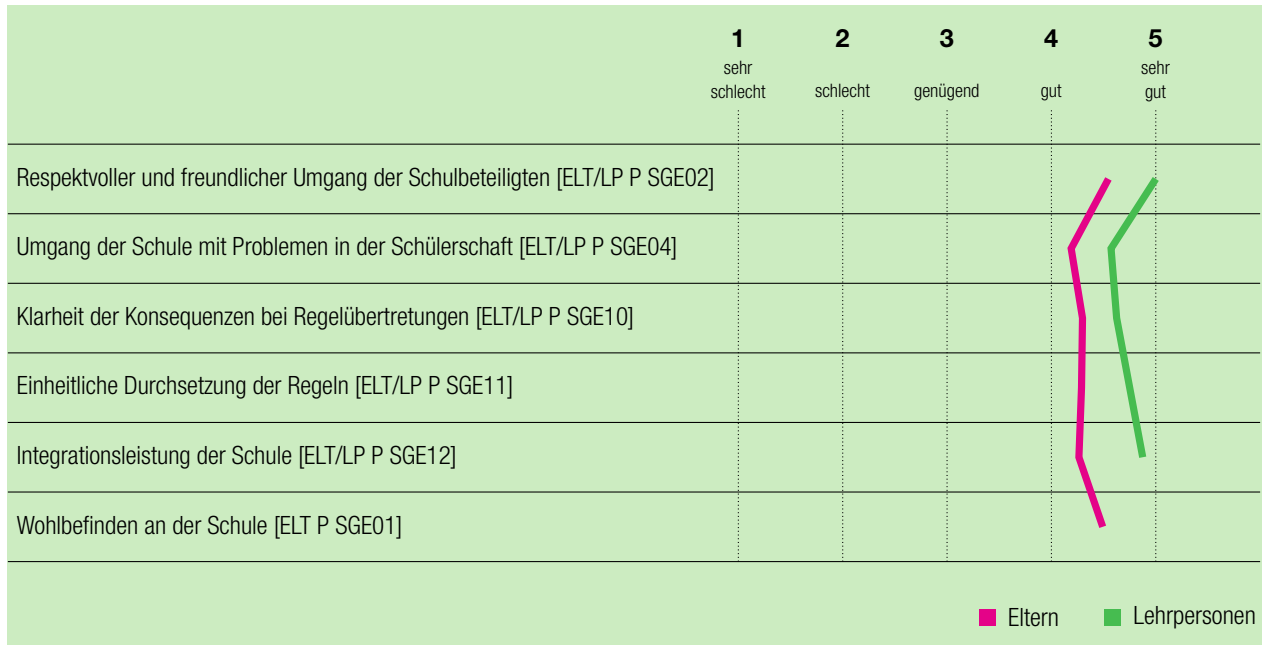 1 2 3 4 5
sehr schlecht schlecht genügend gut sehr gut
Respektvoller und freundlicher Umgang der Schulbeteiligten [ELT/LP P SGE02]
Umgang der Schule mit Problemen in der Schülerschaft [ELT/LP P SGE04]
Klarheit der Konsequenzen bei Regelübertretungen [ELT/LP P SGE10]
Einheitliche Durchsetzung der Regeln [ELT/LP P SGE11]
Integrationsleistung der Schule [ELT/LP P SGE12]
Wohlbefinden an der Schule [ELT P SGE01]
Eltern Lehrpersonen